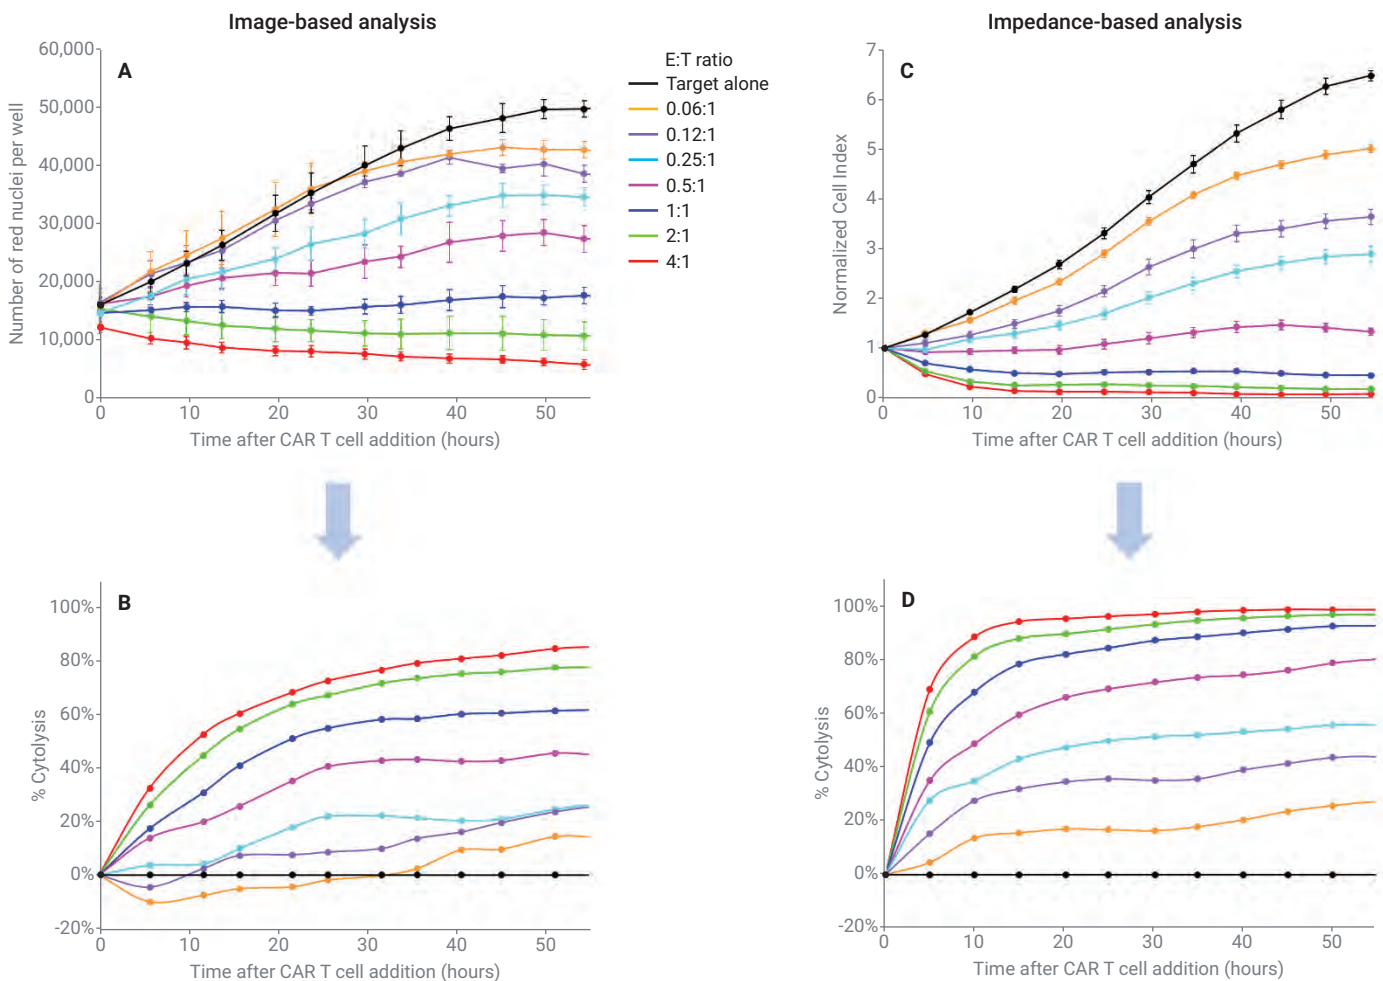 Image-based analysis
Impedance-based analysis
A
Number of red nuclei per well
60,000
50,000
40,000
30,000
20,000
10,000
0
0 10 20 30 40 50
Time after CAR T cell addition (hours)
E:T ratio
Target alone
0.06:1
0.12:1
0.25:1
0.5:1
1:1
2:1
4:1
C
Normalized Cell Index
7
6
5
4
3
2
1
0
0 10 20 30 40 50
Time after CAR T cell addition (hours)
B
% Cytolysis
100%
80%
60%
40%
20%
0%
-20%
0 10 20 30 40 50
Time after CAR T cell addition (hours)
D
% Cytolysis
100%
80%
60%
40%
20%
0%
-20%
0 10 20 30 40 50
Time after CAR T cell addition (hours)